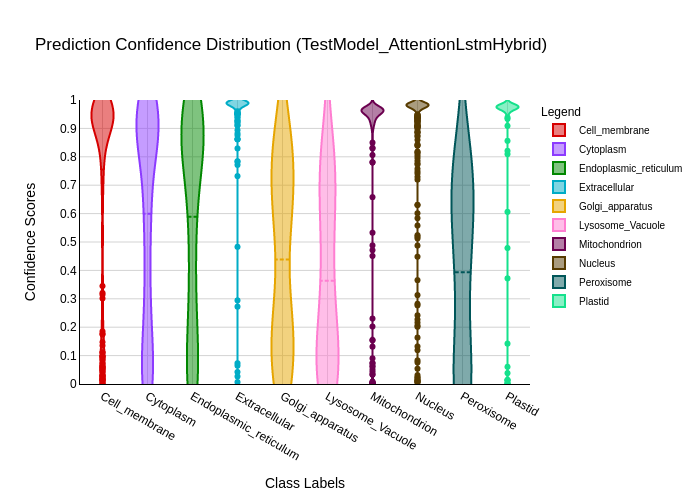 Prediction Confidence Distribution (TestModel_AttentionLstmHybrid)
Legend
Cell_membrane
Cytoplasm
Endoplasmic_reticulum
Extracellular
Golgi_apparatus
Lysosome_Vacuole
Mitochondrion
Nucleus
Peroxisome
Plastid
Confidence Scores
1
0.9
0.8
0.7
0.6
0.5
0.4
0.3
0.2
0.1
0
Cell_membrane
Cytoplasm
Endoplasmic_reticulum
Extracellular
Golgi_apparatus
Lysosome_Vacuole
Mitochondrion
Nucleus
Peroxisome
Plastid
Class Labels